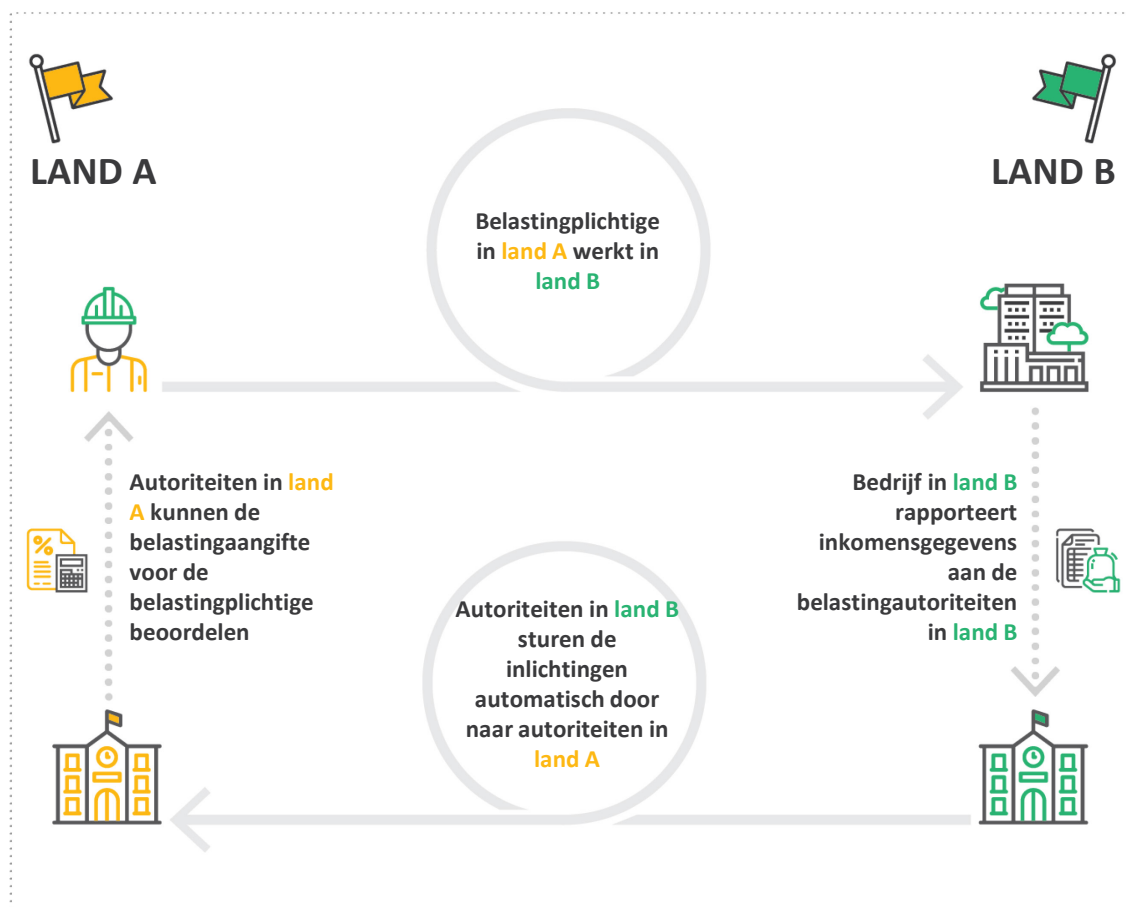 LAND A
LAND B
Belastingplichtige
in land A werkt in
land B
Autoriteiten in land
A kunnen de
belastingaangifte
voor de
belastingplichtige
beoordelen
Bedrijf in land B
rapporteert
inkomensgegevens
aan de
belastingautoriteiten
in land B
Autoriteiten in land B
sturen de
inlichtingen
automatisch door
naar autoriteiten in
land A
%